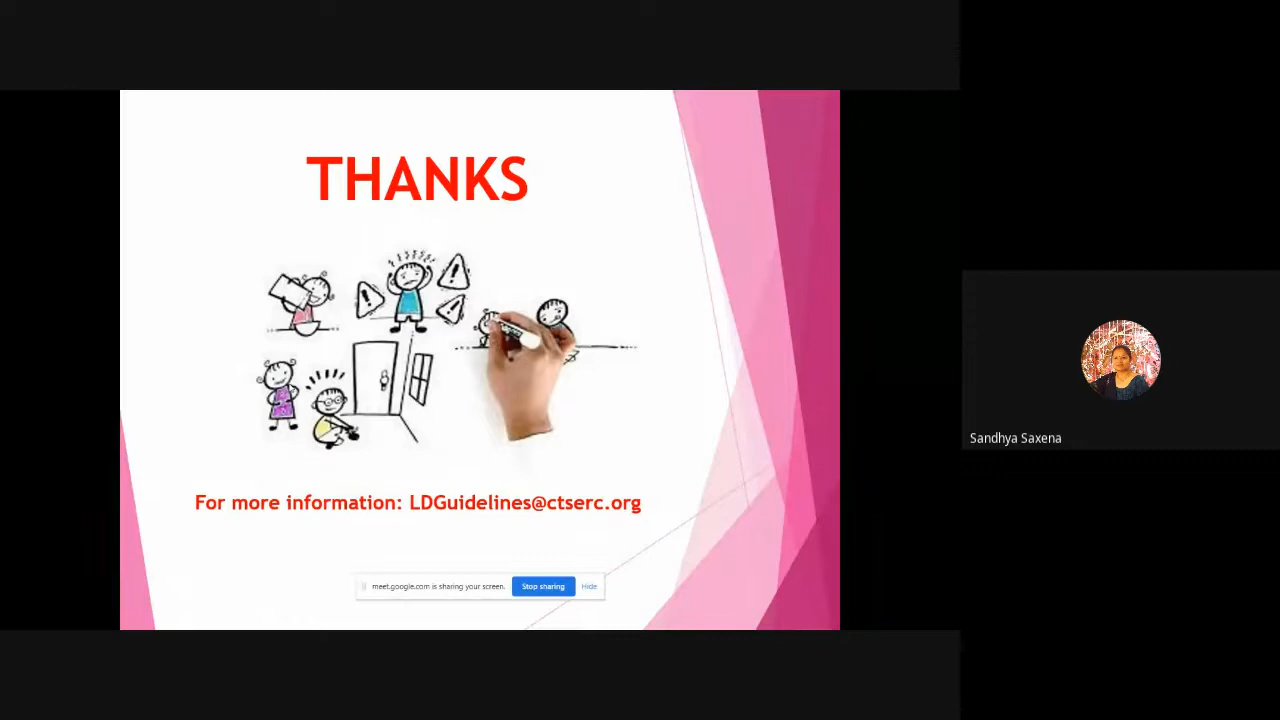 THANKS
For more information: LDGuidelines@ctserc.org
meet.google.com is sharing your screen. Stop sharing Hide
Sandhya Saxena